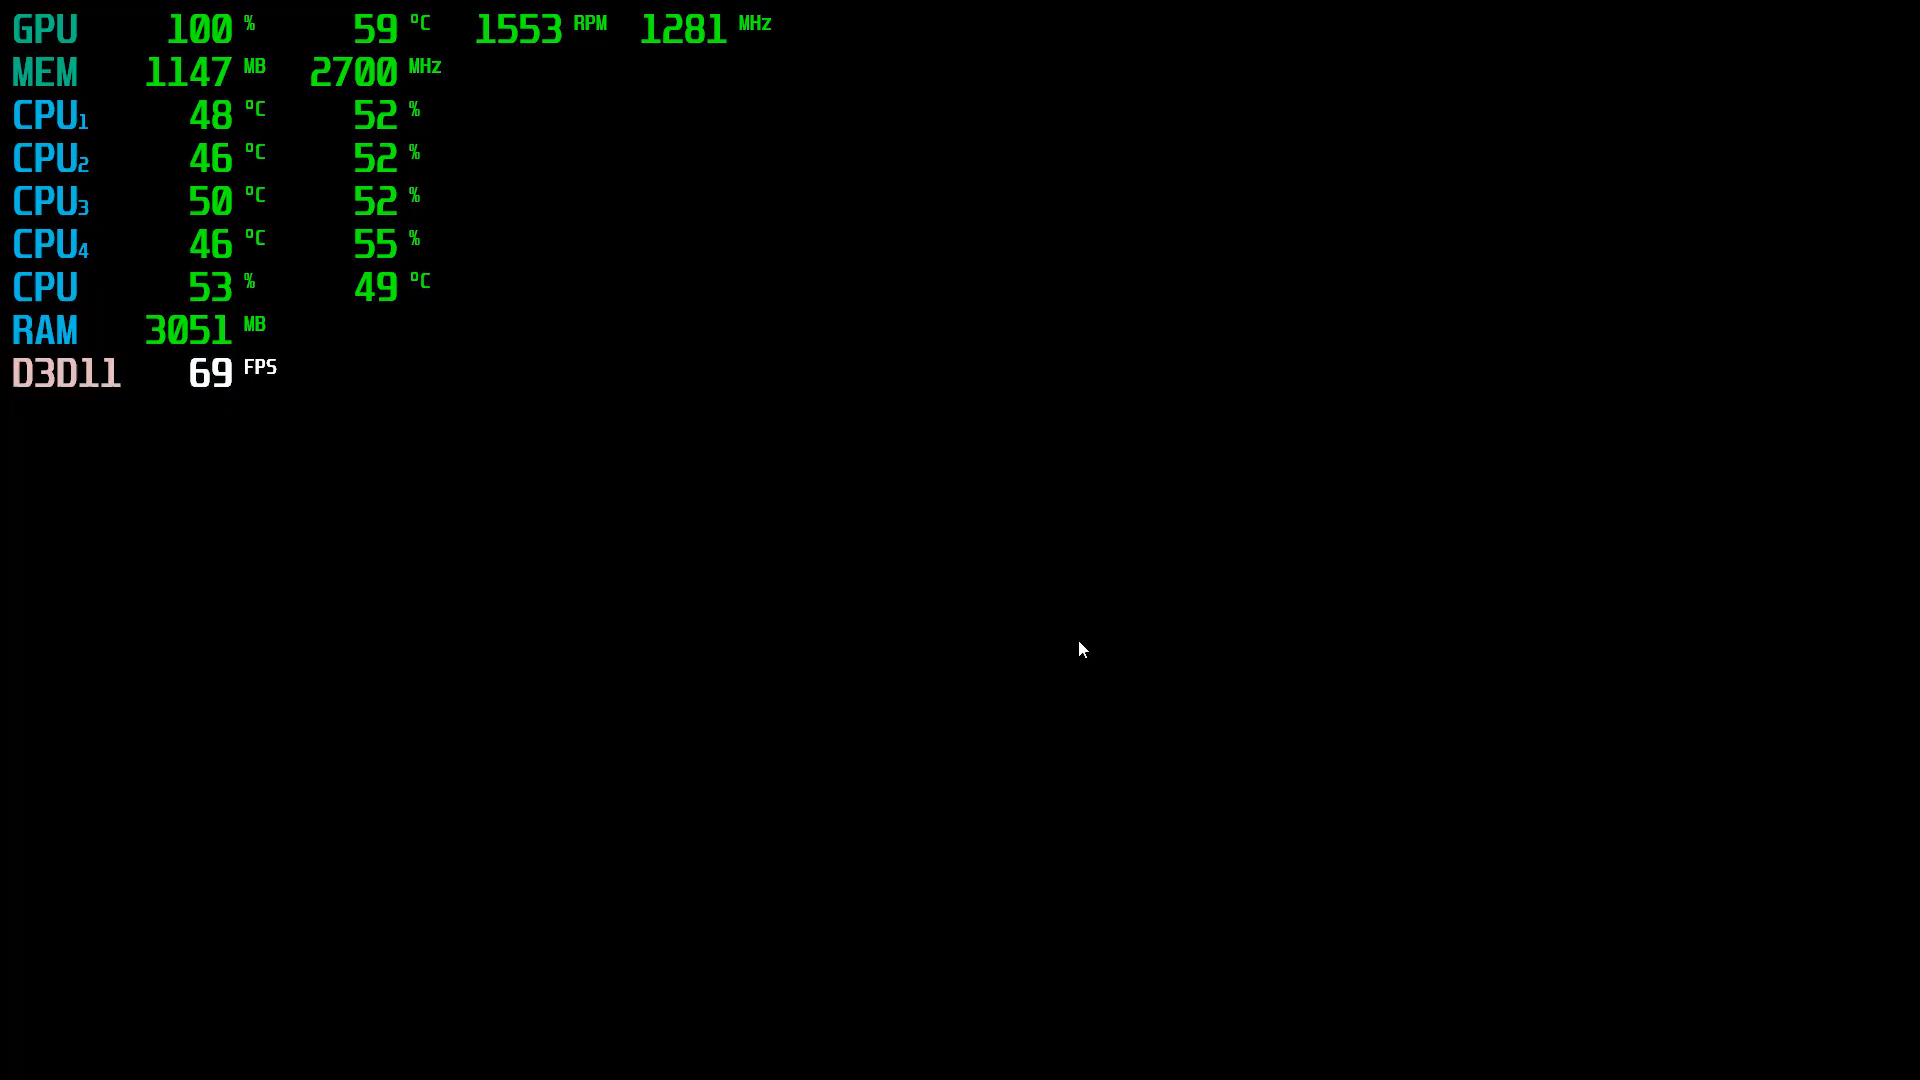 GPU 100 % 59 °C 1553 RPM 1281 MHz
MEM 1147 MB 2700 MHz
CPU1 48 °C 52 %
CPU2 46 °C 52 %
CPU3 50 °C 52 %
CPU4 46 °C 55 %
CPU 53 % 49 °C
RAM 3051 MB
D3D11 69 FPS